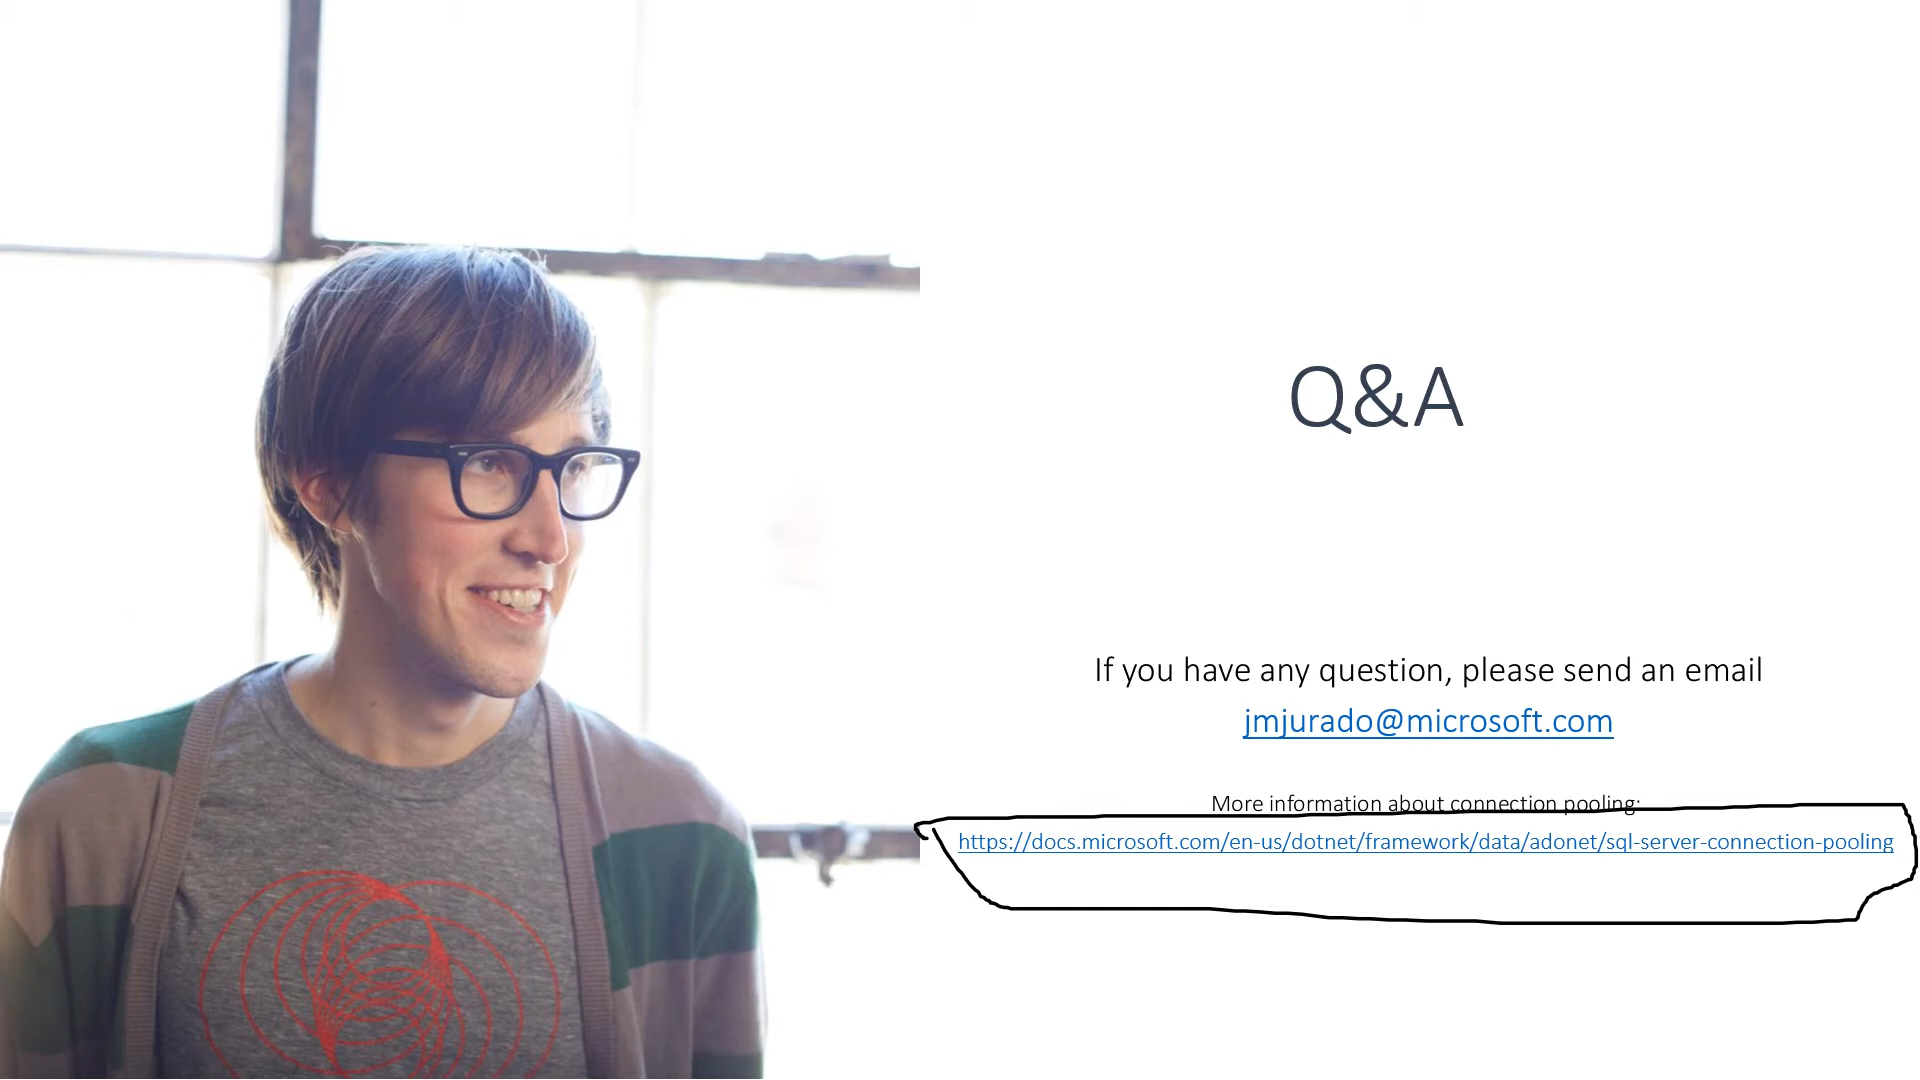 Q&A
If you have any question, please send an email
jmjurado@microsoft.com
More information about connection pooling:
https://docs.microsoft.com/en-us/dotnet/framework/data/adonet/sql-server-connection-pooling